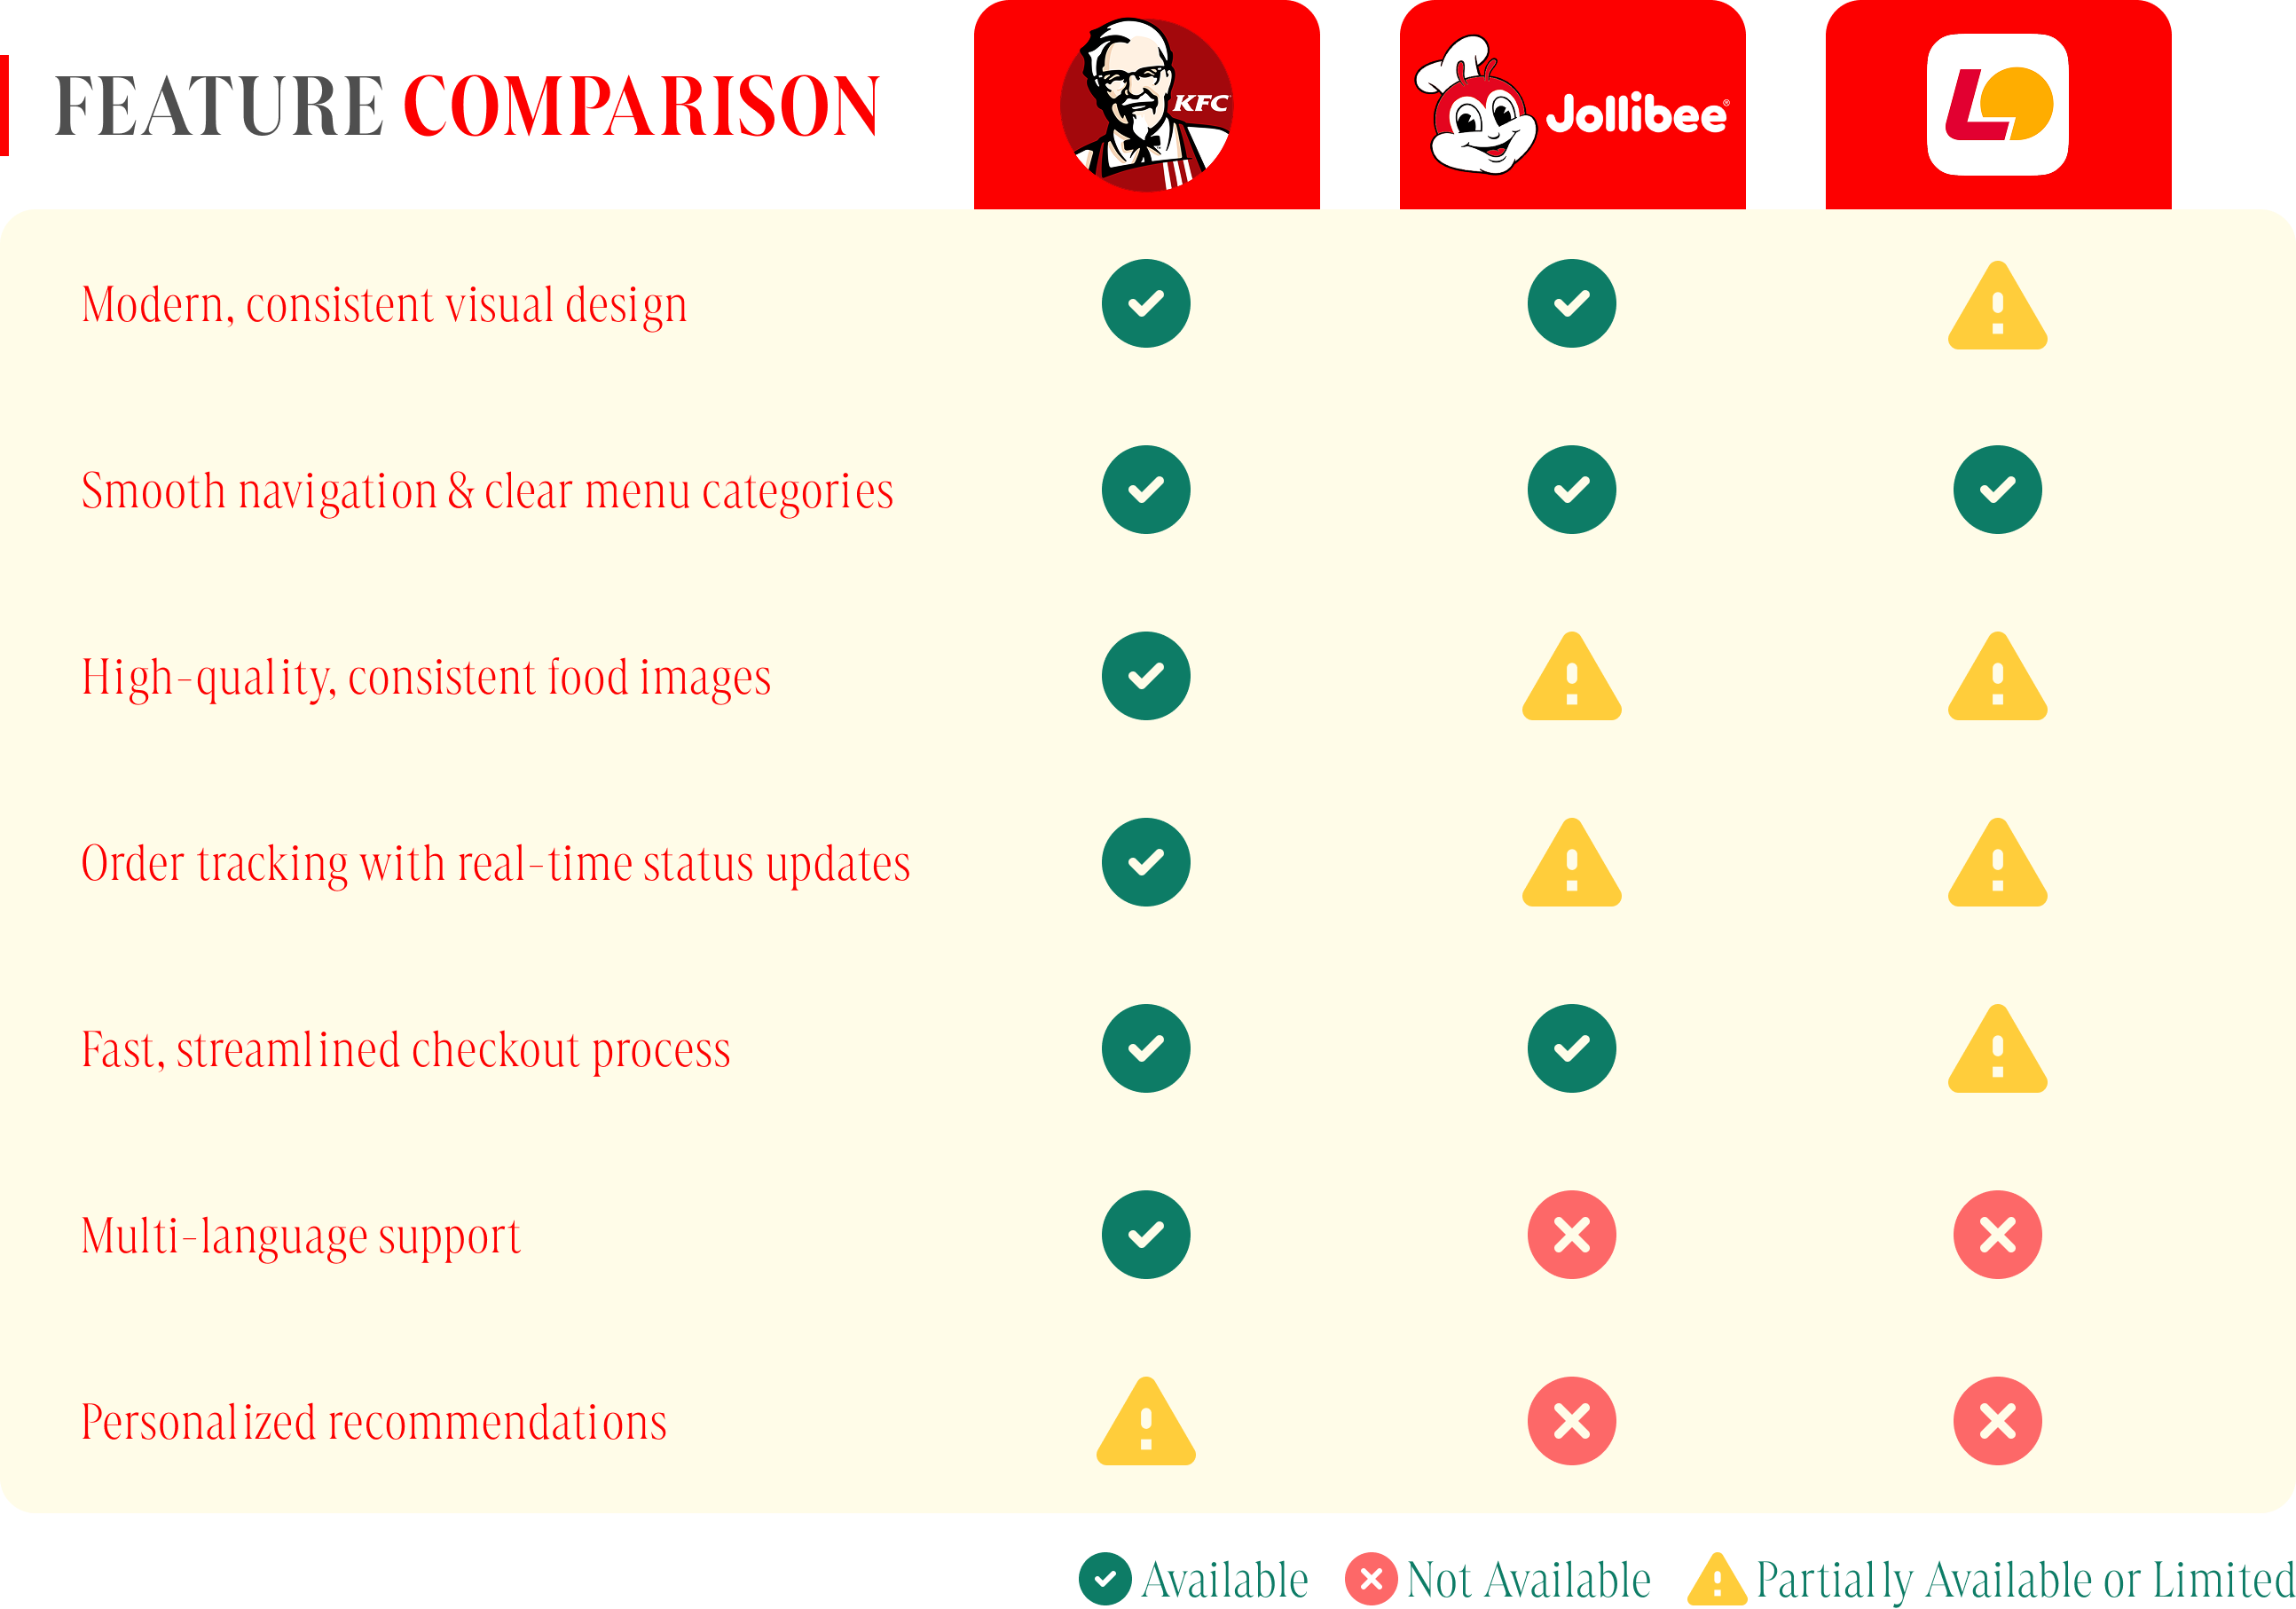 FEATURE COMPARISON
KFC
Jollibee®
Modern, consistent visual design
Smooth navigation & clear menu categories
High-quality, consistent food images
Order tracking with real-time status updates
Fast, streamlined checkout process
Multi-language support
Personalized recommendations
Available
Not Available
Partially Available or Limited